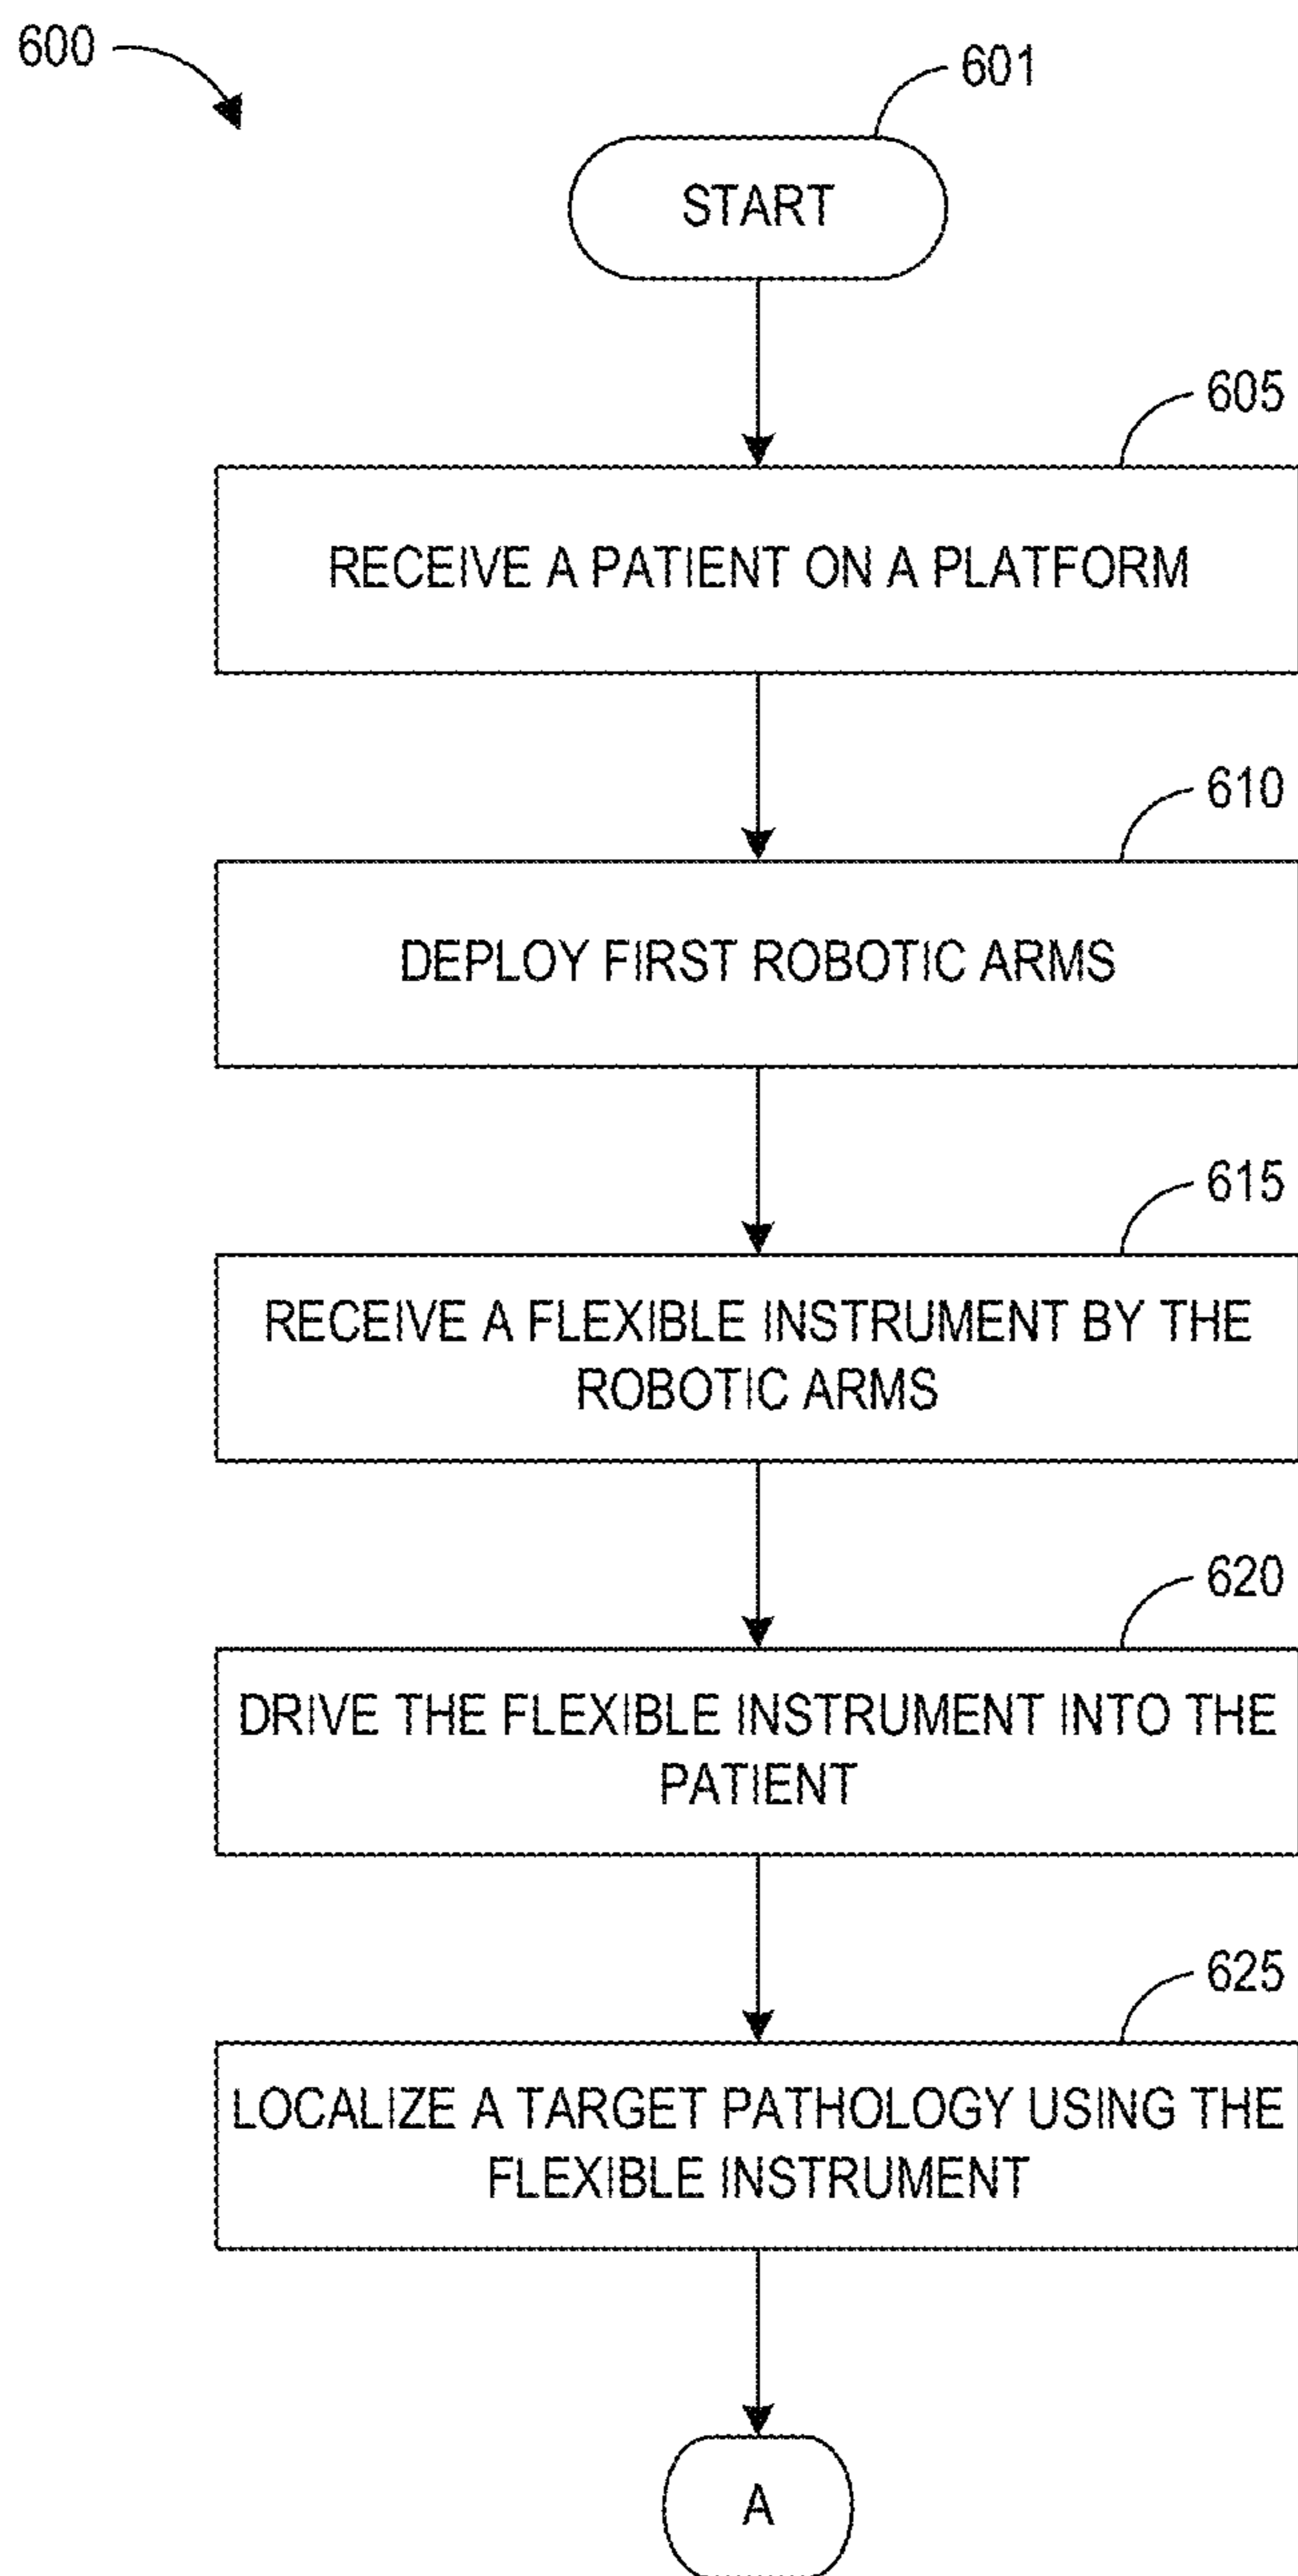 600
601
START
605
RECEIVE A PATIENT ON A PLATFORM
610
DEPLOY FIRST ROBOTIC ARMS
615
RECEIVE A FLEXIBLE INSTRUMENT BY THE
ROBOTIC ARMS
620
DRIVE THE FLEXIBLE INSTRUMENT INTO THE
PATIENT
625
LOCALIZE A TARGET PATHOLOGY USING THE
FLEXIBLE INSTRUMENT
A